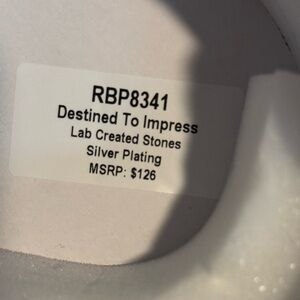 RBP8341
Destined To Impress
Lab Created Stones
Silver Plating
MSRP: $126